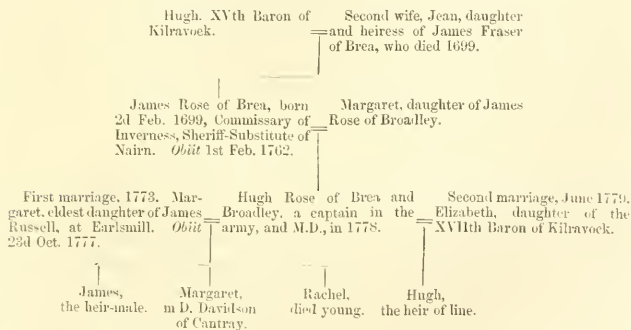 Hugh. XVth Baron of
Kilravock.
Second wife, Jean, daughter
and heiress of James Fraser
of Brea, who died 1699.
James Rose of Brea, born
2d Feb. 1699, Commissary of
Inverness, Sheriff-Substitute of
Nairn. Obiit 1st Feb. 1762.
Margaret, daughter of James
Rose of Broadley.
First marriage, 1773. Mar-
garet, eldest daughter of James
Russell, at Earlsmill. Obiit
23d Oct. 1777.
Hugh Rose of Brea and
Broadley, a captain in the
army, and M.D., in 1778.
Second marriage, June 1779,
Elizabeth, daughter of the
XVIIth Baron of Kilravock.
James,
the heir-male.
Margaret,
m D. Davidson
of Cantray.
Rachel,
died young.
Hugh,
the heir of line.